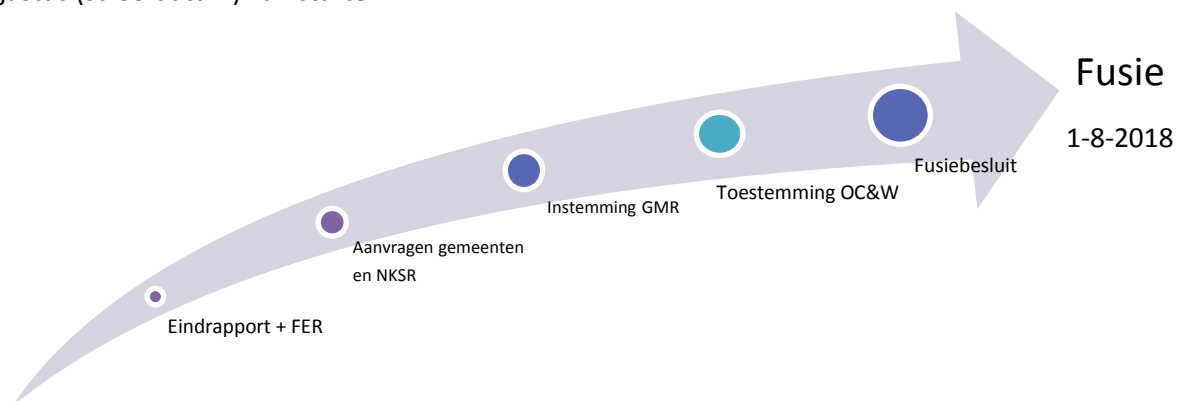 Fusie
1-8-2018
Fusiebesluit
Toestemming OC&W
Instemming GMR
Aanvragen gemeenten
en NKSR
Eindrapport + FER